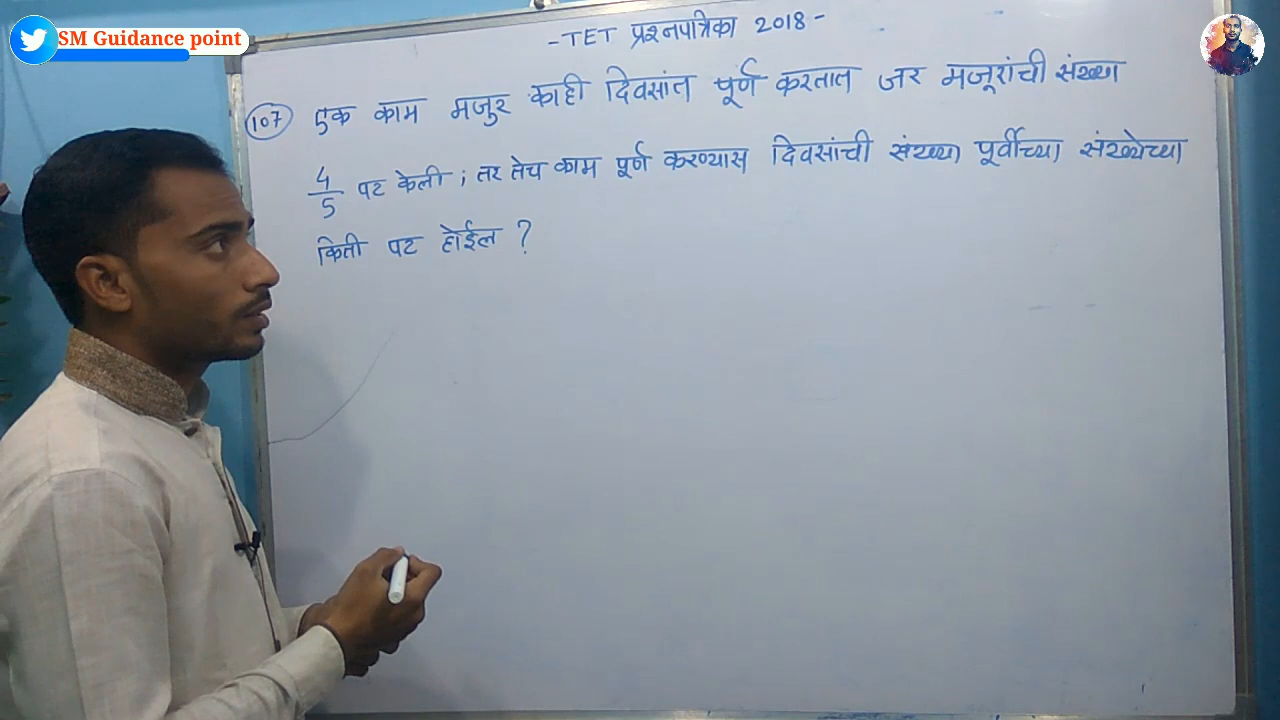 SM Guidance point
-TET प्रश्नपत्रिका 2018-
107 एक काम मजुर काही दिवसांत पूर्ण करतात जर मजूरांची संख्या
4/5 पट केली ; तर तेच काम पूर्ण करण्यास दिवसांची संख्या पूर्वीच्या संख्येच्या
किती पट होईल ?